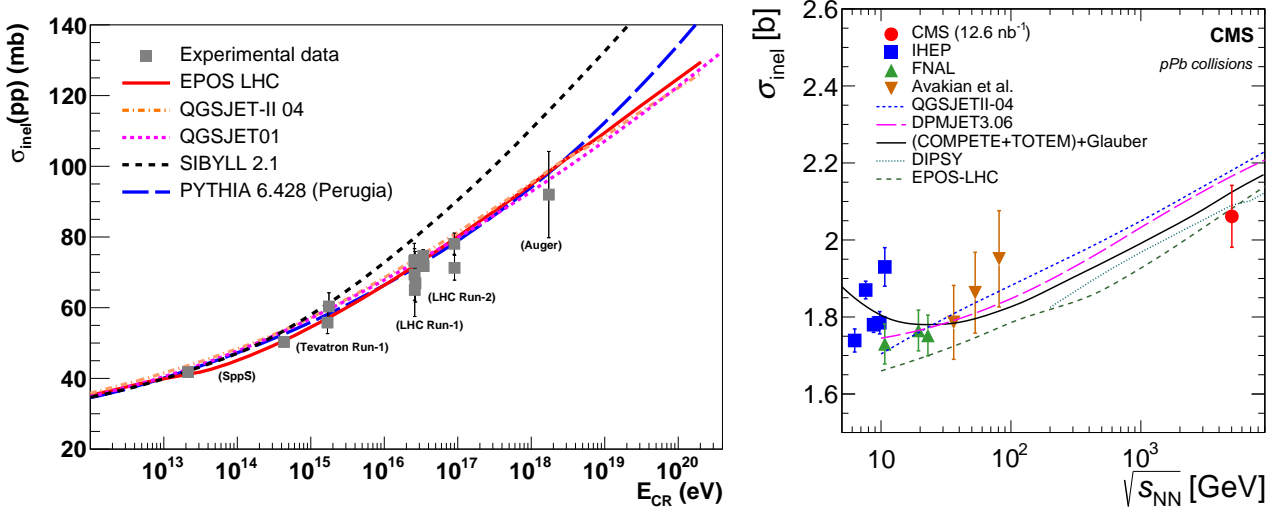 σinel(pp) (mb)
140
120
100
80
60
40
20
Experimental data
EPOS LHC
QGSJET-II 04
QGSJET01
SIBYLL 2.1
PYTHIA 6.428 (Perugia)
(Auger)
(LHC Run-2)
(LHC Run-1)
(Tevatron Run-1)
(SppS)
10^13 10^14 10^15 10^16 10^17 10^18 10^19 10^20
E_CR (eV)
σinel [b]
2.6
2.4
2.2
2
1.8
1.6
CMS (12.6 nb^-1)
IHEP
FNAL
Avakian et al.
QGSJETII-04
DPMJET3.06
(COMPETE+TOTEM)+Glauber
DIPSY
EPOS-LHC
CMS
pPb collisions
10 10^2 10^3
√s_NN [GeV]